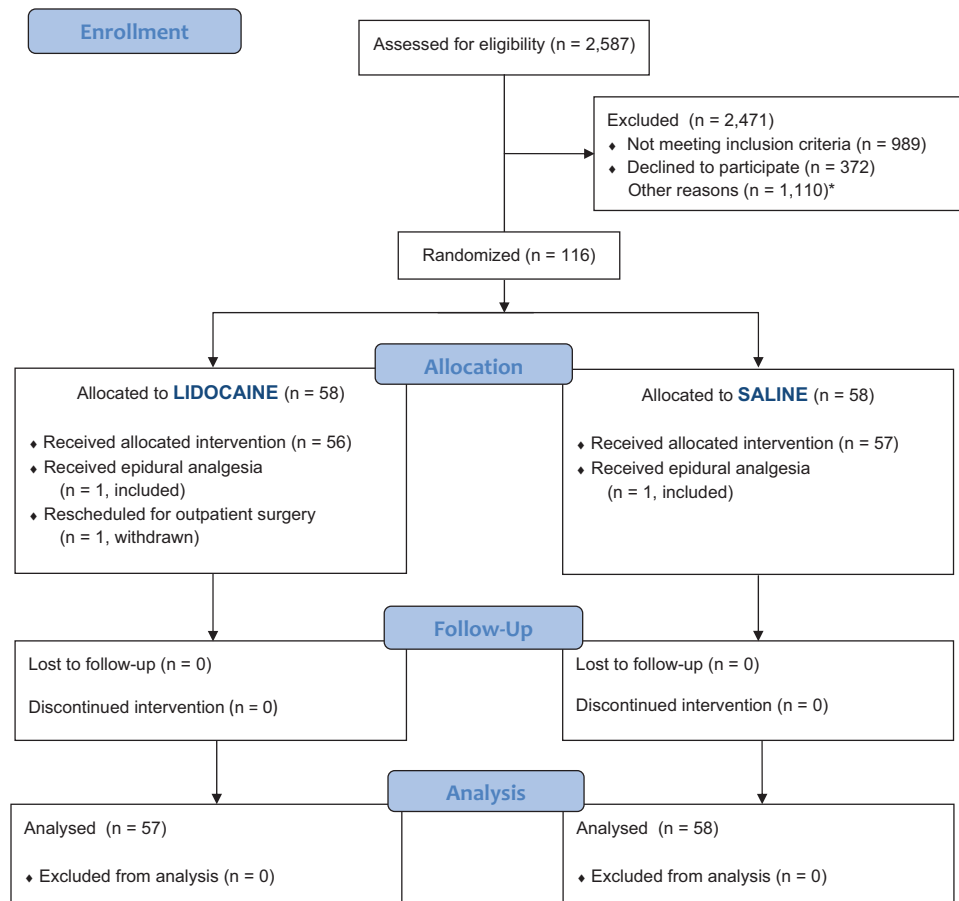 Enrollment
Assessed for eligibility (n = 2,587)
Excluded (n = 2,471)
♦ Not meeting inclusion criteria (n = 989)
♦ Declined to participate (n = 372)
Other reasons (n = 1,110)*
Randomized (n = 116)
Allocation
Allocated to LIDOCAINE (n = 58)
♦ Received allocated intervention (n = 56)
♦ Received epidural analgesia
(n = 1, included)
♦ Rescheduled for outpatient surgery
(n = 1, withdrawn)
Allocated to SALINE (n = 58)
♦ Received allocated intervention (n = 57)
♦ Received epidural analgesia
(n = 1, included)
Follow-Up
Lost to follow-up (n = 0)
Discontinued intervention (n = 0)
Lost to follow-up (n = 0)
Discontinued intervention (n = 0)
Analysis
Analysed (n = 57)
♦ Excluded from analysis (n = 0)
Analysed (n = 58)
♦ Excluded from analysis (n = 0)